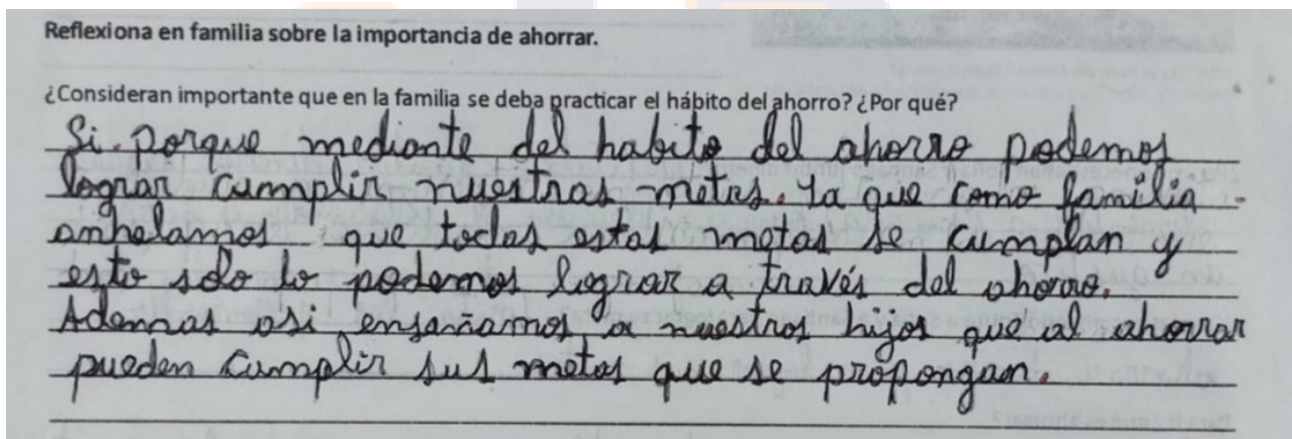 Reflexiona en familia sobre la importancia de ahorrar.
¿Consideran importante que en la familia se deba practicar el hábito del ahorro? ¿Por qué?
Si. porque mediante del habito del ahorro podemos
lograr cumplir nuestras metas. Ya que como familia
anhelamos que todas estas metas se cumplan y
esto solo lo podemos lograr a través del ahorro.
Ademas asi enseñamos a nuestros hijos que al ahorrar
pueden cumplir sus metas que se propongan.